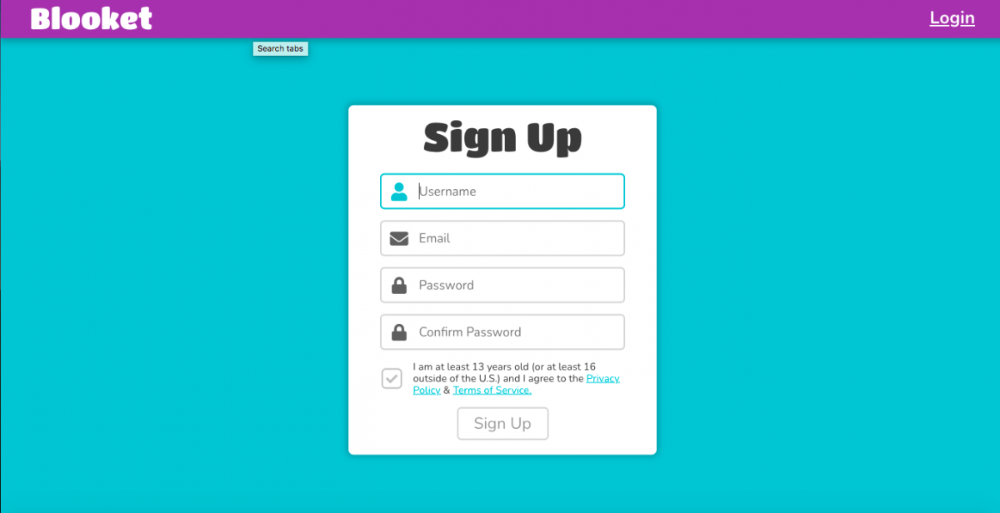 Blooket
Login
Search tabs
Sign Up
Username
Email
Password
Confirm Password
I am at least 13 years old (or at least 16
outside of the U.S.) and I agree to the Privacy
Policy & Terms of Service.
Sign Up